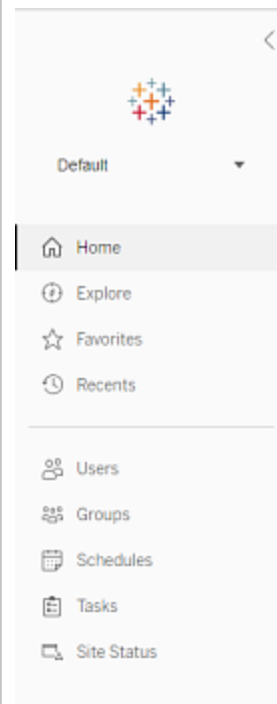 Default
Home
Explore
Favorites
Recents
Users
Groups
Schedules
Tasks
Site Status